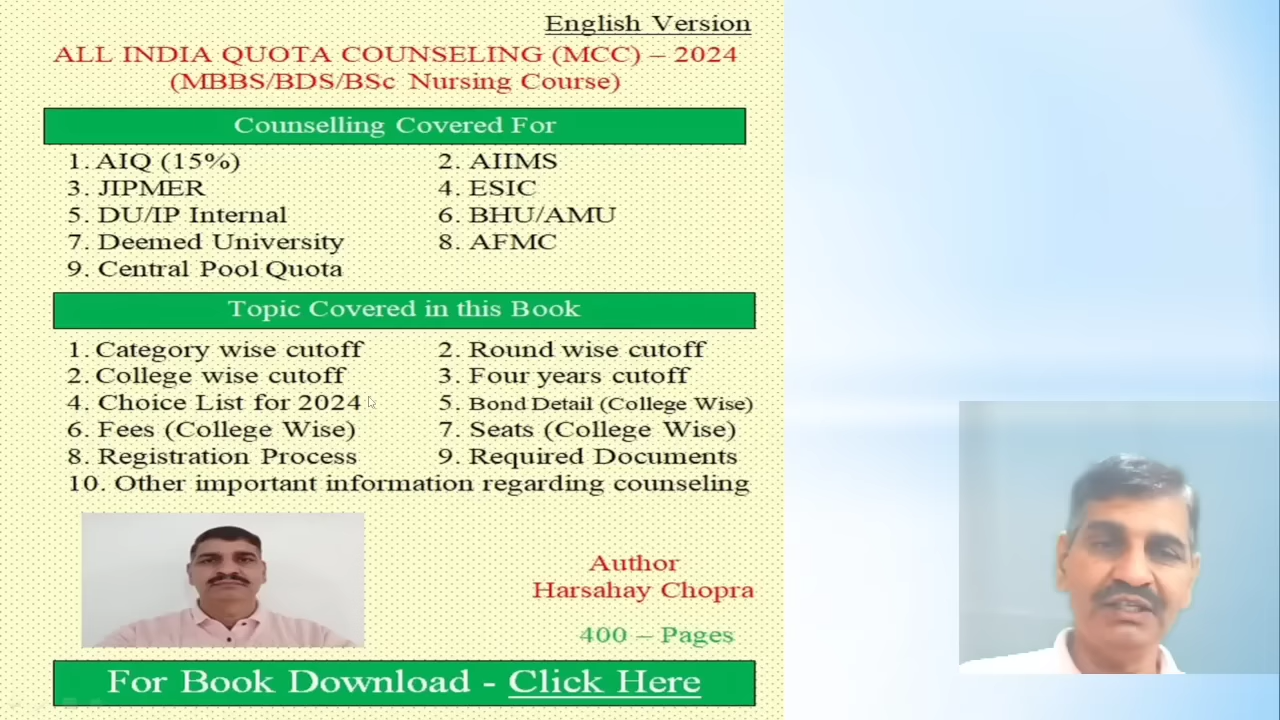 English Version
ALL INDIA QUOTA COUNSELING (MCC) – 2024
(MBBS/BDS/BSc Nursing Course)
Counselling Covered For
1. AIQ (15%) 2. AIIMS
3. JIPMER 4. ESIC
5. DU/IP Internal 6. BHU/AMU
7. Deemed University 8. AFMC
9. Central Pool Quota
Topic Covered in this Book
1. Category wise cutoff 2. Round wise cutoff
2. College wise cutoff 3. Four years cutoff
4. Choice List for 2024 5. Bond Detail (College Wise)
6. Fees (College Wise) 7. Seats (College Wise)
8. Registration Process 9. Required Documents
10. Other important information regarding counseling
Author
Harsahay Chopra
400 – Pages
For Book Download - Click Here